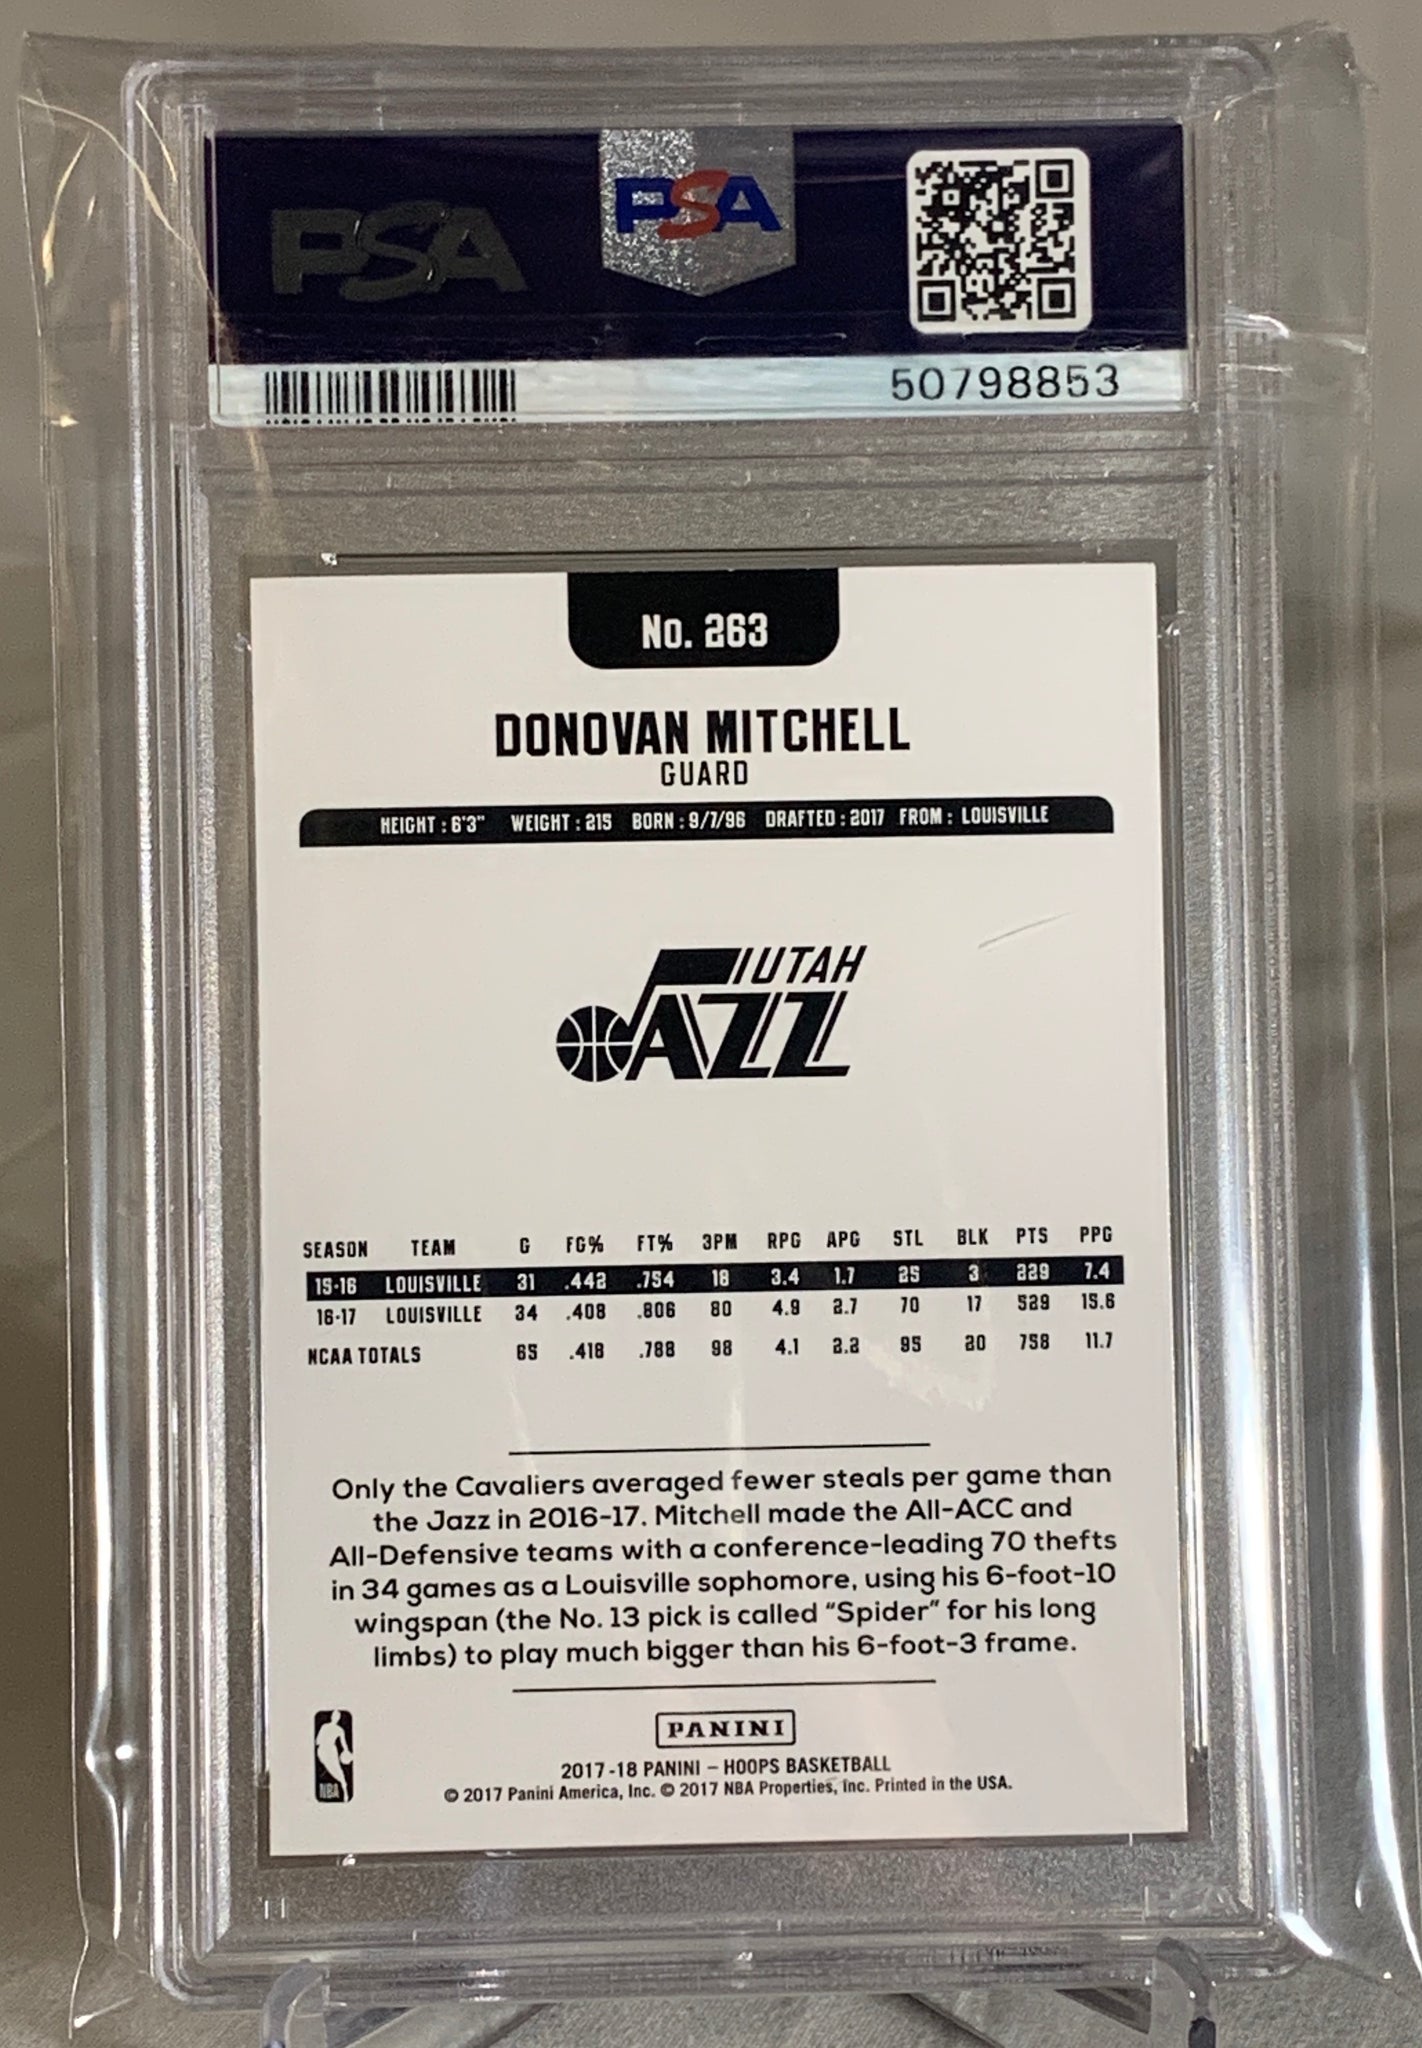 PSA
PSA
50798853
No. 263
DONOVAN MITCHELL
GUARD
HEIGHT : 6'3" WEIGHT : 215 BORN : 9/7/96 DRAFTED : 2017 FROM : LOUISVILLE
UTAH
JAZZ
SEASON TEAM G FG% FT% 3PM RPG APG STL BLK PTS PPG
15-16 LOUISVILLE 31 .442 .754 18 3.4 1.7 25 3 229 7.4
16-17 LOUISVILLE 34 .408 .806 80 4.9 2.7 70 17 529 15.6
NCAA TOTALS 65 .418 .788 98 4.1 2.2 95 20 758 11.7
Only the Cavaliers averaged fewer steals per game than
the Jazz in 2016-17. Mitchell made the All-ACC and
All-Defensive teams with a conference-leading 70 thefts
in 34 games as a Louisville sophomore, using his 6-foot-10
wingspan (the No. 13 pick is called "Spider" for his long
limbs) to play much bigger than his 6-foot-3 frame.
NBA
PANINI
2017-18 PANINI – HOOPS BASKETBALL
© 2017 Panini America, Inc. © 2017 NBA Properties, Inc. Printed in the USA.